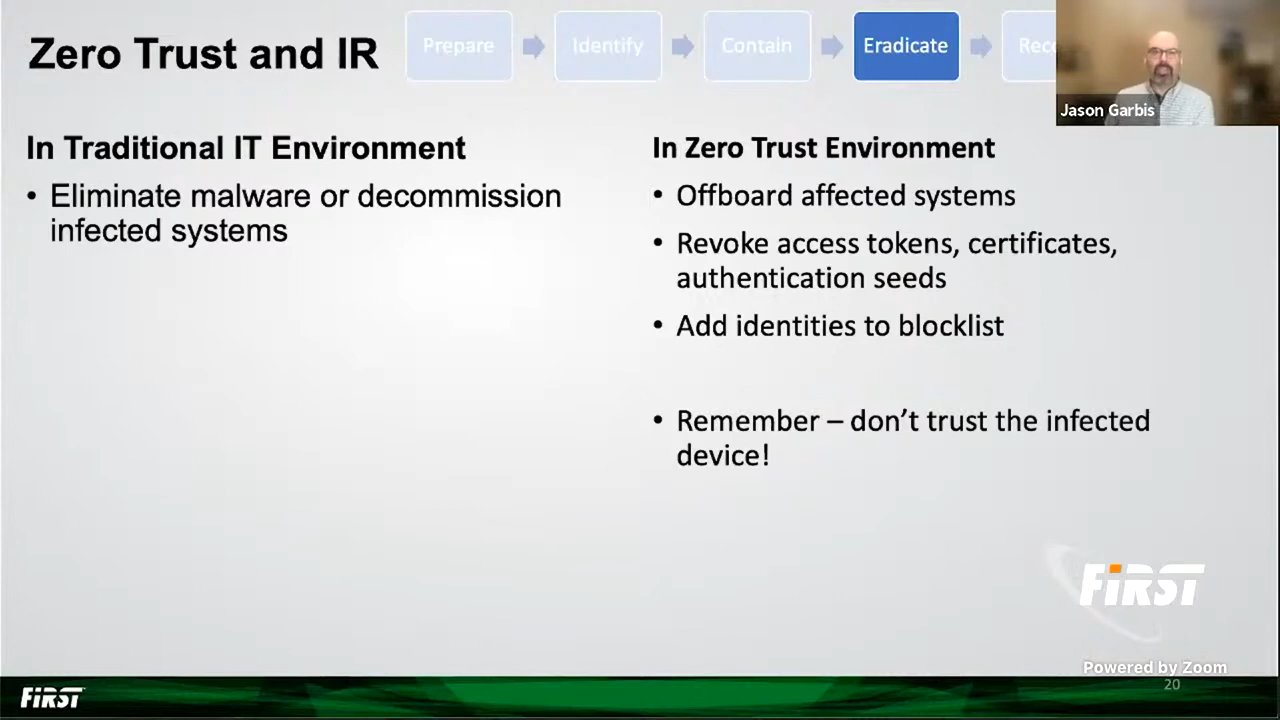 Zero Trust and IR
Prepare
Identify
Contain
Eradicate
Jason Garbis
In Traditional IT Environment
• Eliminate malware or decommission
infected systems
In Zero Trust Environment
• Offboard affected systems
• Revoke access tokens, certificates,
authentication seeds
• Add identities to blocklist
• Remember – don’t trust the infected
device!
FiRST
Powered by Zoom
20
FiRST